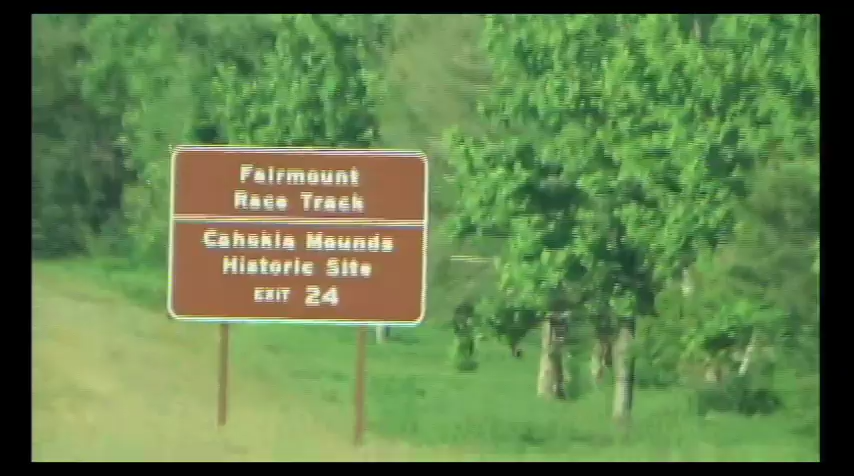 Fairmount
Race Track
Cahokia Mounds
Historic Site
EXIT 24